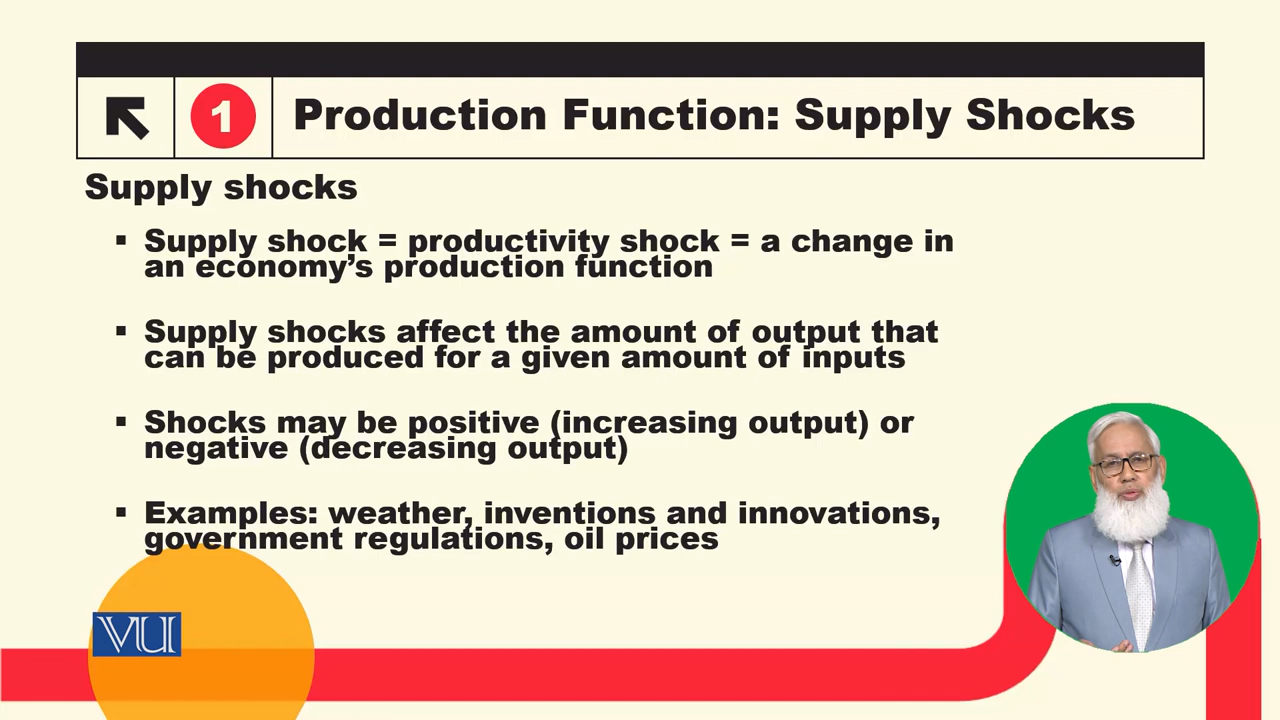 1
Production Function: Supply Shocks
Supply shocks
▪ Supply shock = productivity shock = a change in
an economy’s production function
▪ Supply shocks affect the amount of output that
can be produced for a given amount of inputs
▪ Shocks may be positive (increasing output) or
negative (decreasing output)
▪ Examples: weather, inventions and innovations,
government regulations, oil prices
VU